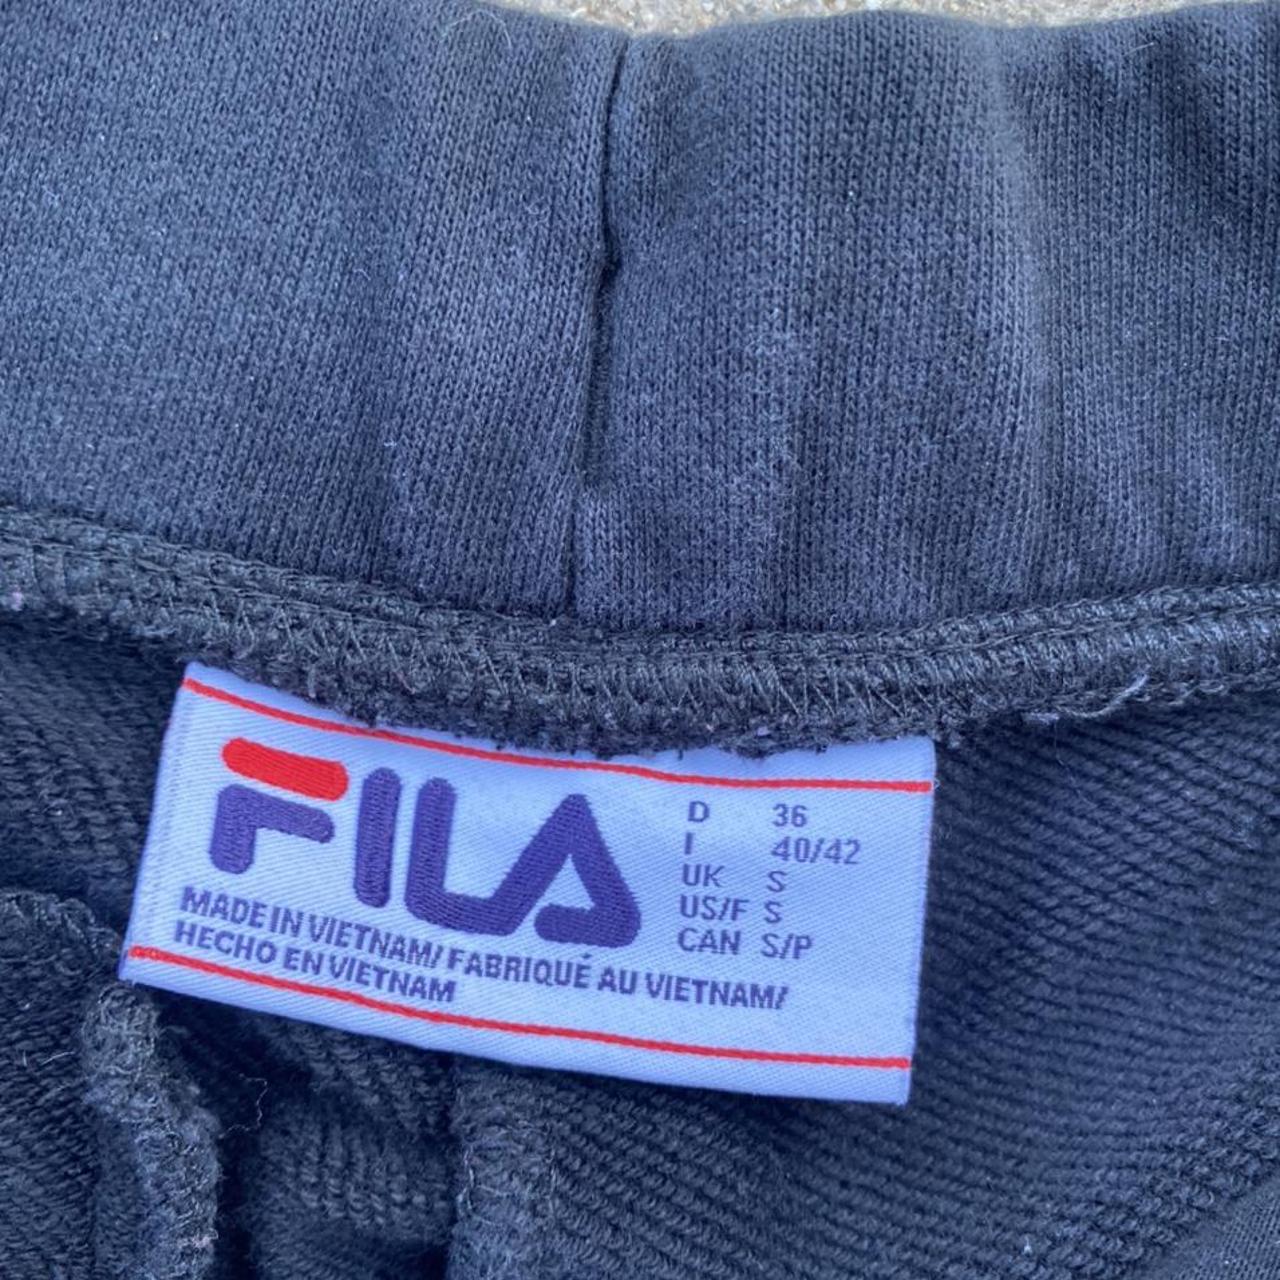 FILA
D 36
I 40/42
UK S
US/F S
CAN S/P
MADE IN VIETNAM/ FABRIQUÉ AU VIETNAM/
HECHO EN VIETNAM